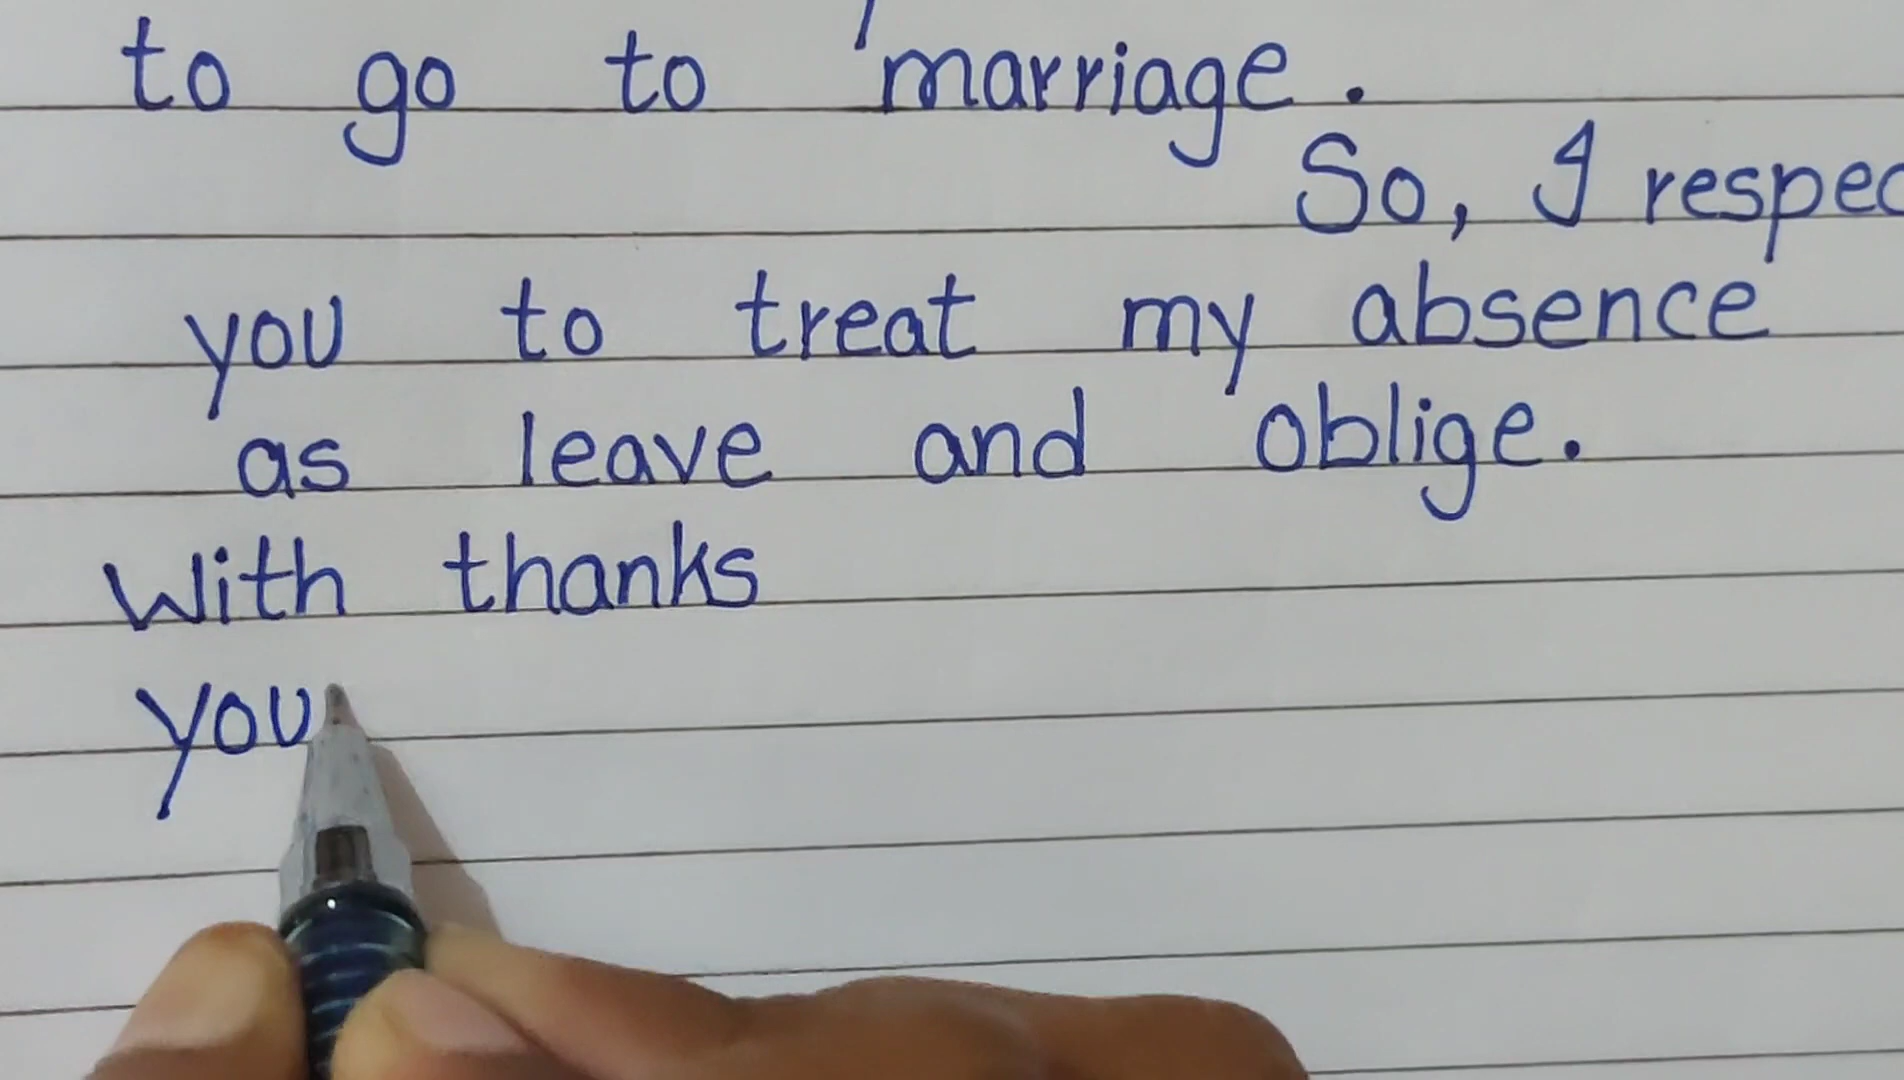 to go to marriage.
So, I respec
you to treat my absence
as leave and oblige.
With thanks
you